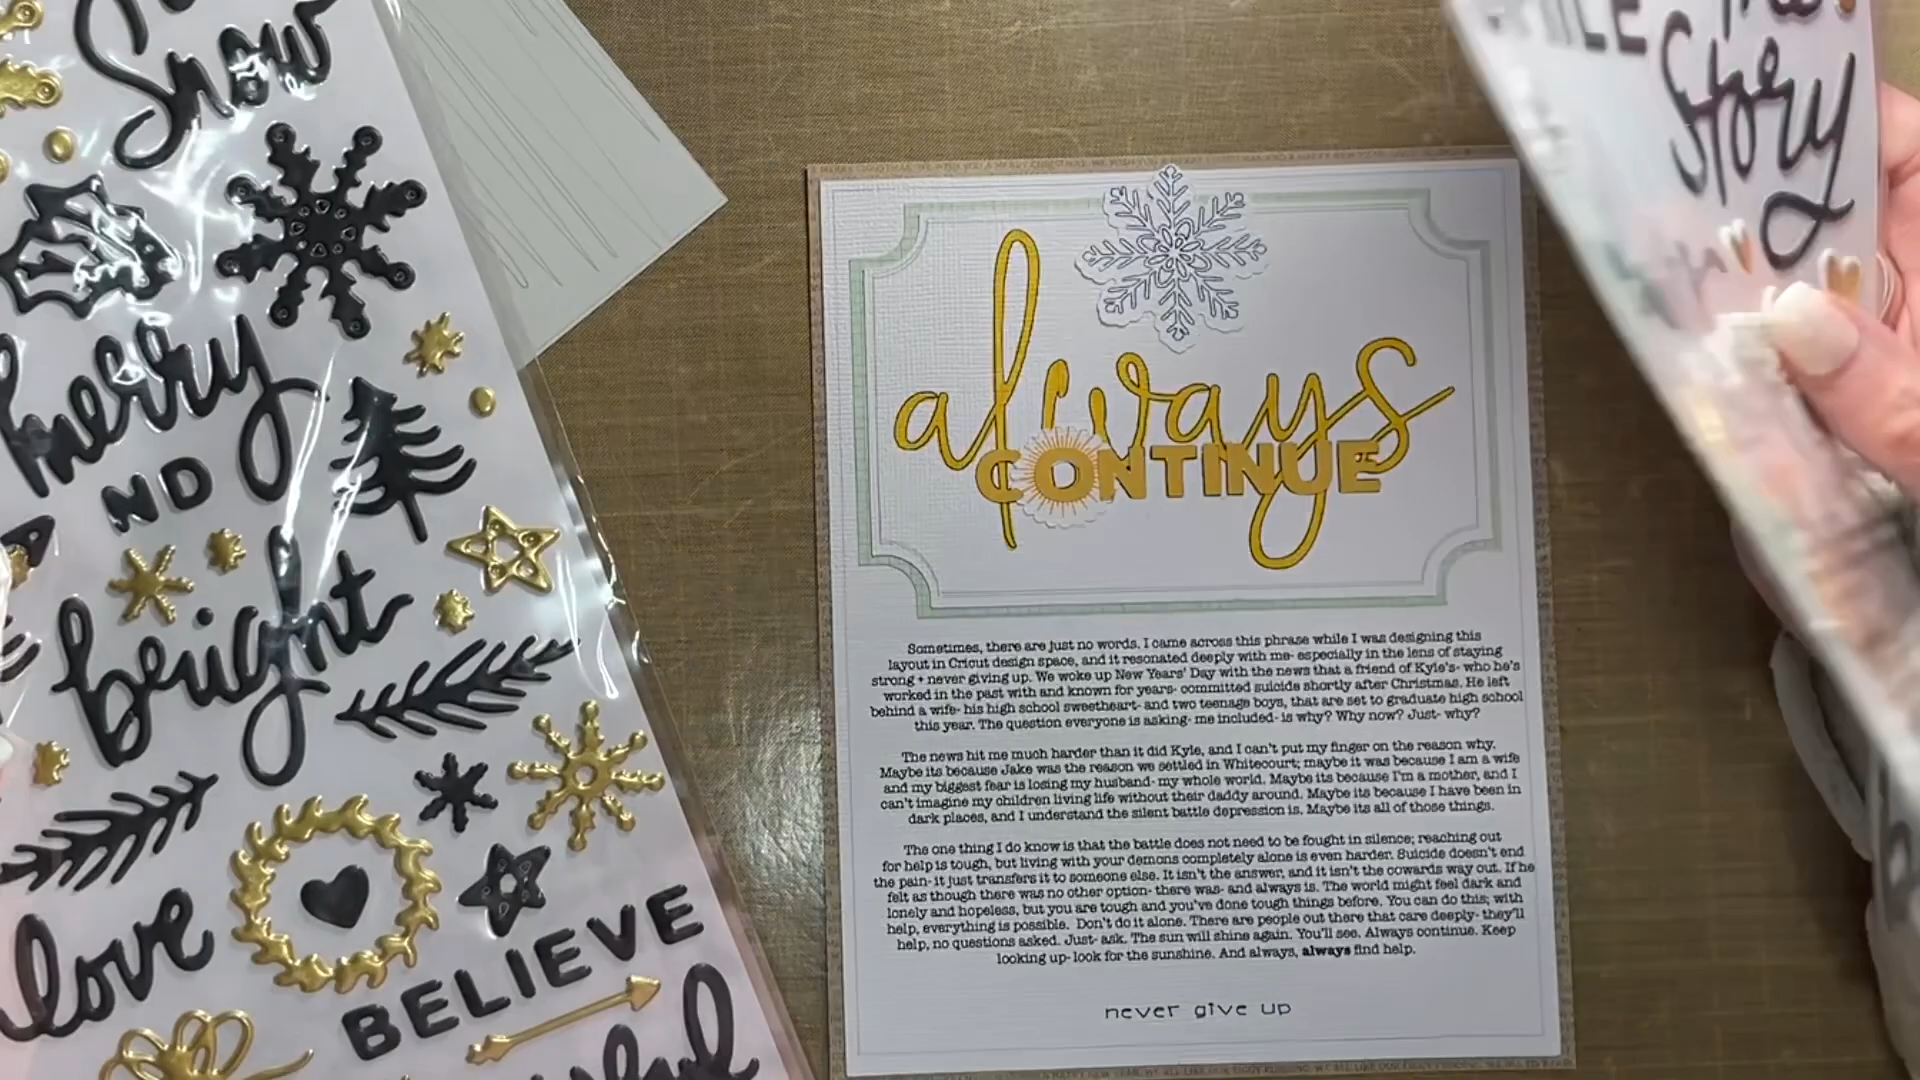 Snow
merry
ND
bright
love
BELIEVE
Story
always
CONTINUE
Sometimes, there are just no words. I came across this phrase while I was designing this
layout in Cricut design space, and it resonated deeply with me- especially in the lens of staying
strong + never giving up. We woke up New Years' Day with the news that a friend of Kyle's- who he's
worked in the past with and known for years- committed suicide shortly after Christmas. He left
behind a wife- his high school sweetheart- and two teenage boys, that are set to graduate high school
this year. The question everyone is asking- me included- is why? Why now? Just- why?
The news hit me much harder than it did Kyle, and I can't put my finger on the reason why.
Maybe its because Jake was the reason we settled in Whitecourt; maybe it was because I am a wife
and my biggest fear is losing my husband- my whole world. Maybe its because I'm a mother, and I
can't imagine my children living life without their daddy around. Maybe its because I have been in
dark places, and I understand the silent battle depression is. Maybe its all of those things.
The one thing I do know is that the battle does not need to be fought in silence; reaching out
for help is tough, but living with your demons completely alone is even harder. Suicide doesn't end
the pain- it just transfers it to someone else. It isn't the answer, and it isn't the cowards way out. If he
felt as though there was no other option- there was- and always is. The world might feel dark and
lonely and hopeless, but you are tough and you've done tough things before. You can do this; with
help, everything is possible. Don't do it alone. There are people out there that care deeply- they'll
help, no questions asked. Just- ask. The sun will shine again. You'll see. Always continue. Keep
looking up- look for the sunshine. And always, always find help.
never give up